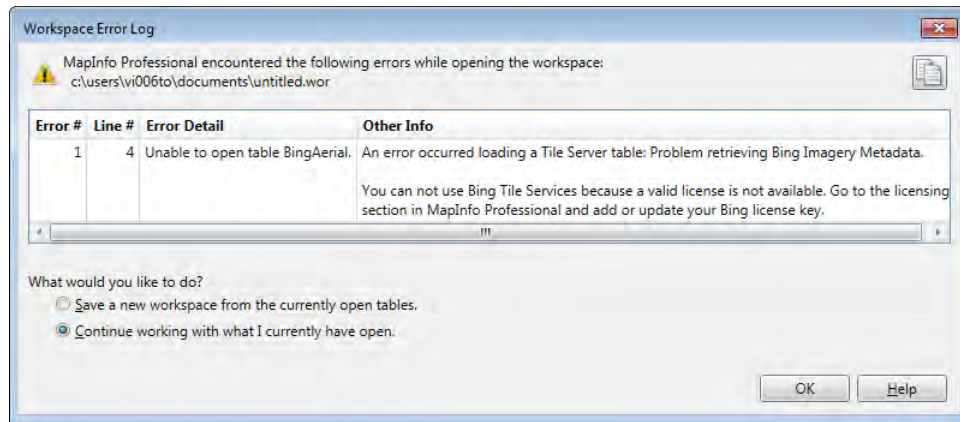 Workspace Error Log
MapInfo Professional encountered the following errors while opening the workspace:
c:\users\vi006to\documents\untitled.wor
Error # Line # Error Detail Other Info
1 4 Unable to open table BingAerial. An error occurred loading a Tile Server table: Problem retrieving Bing Imagery Metadata.
You can not use Bing Tile Services because a valid license is not available. Go to the licensing
section in MapInfo Professional and add or update your Bing license key.
What would you like to do?
Save a new workspace from the currently open tables.
Continue working with what I currently have open.
OK Help